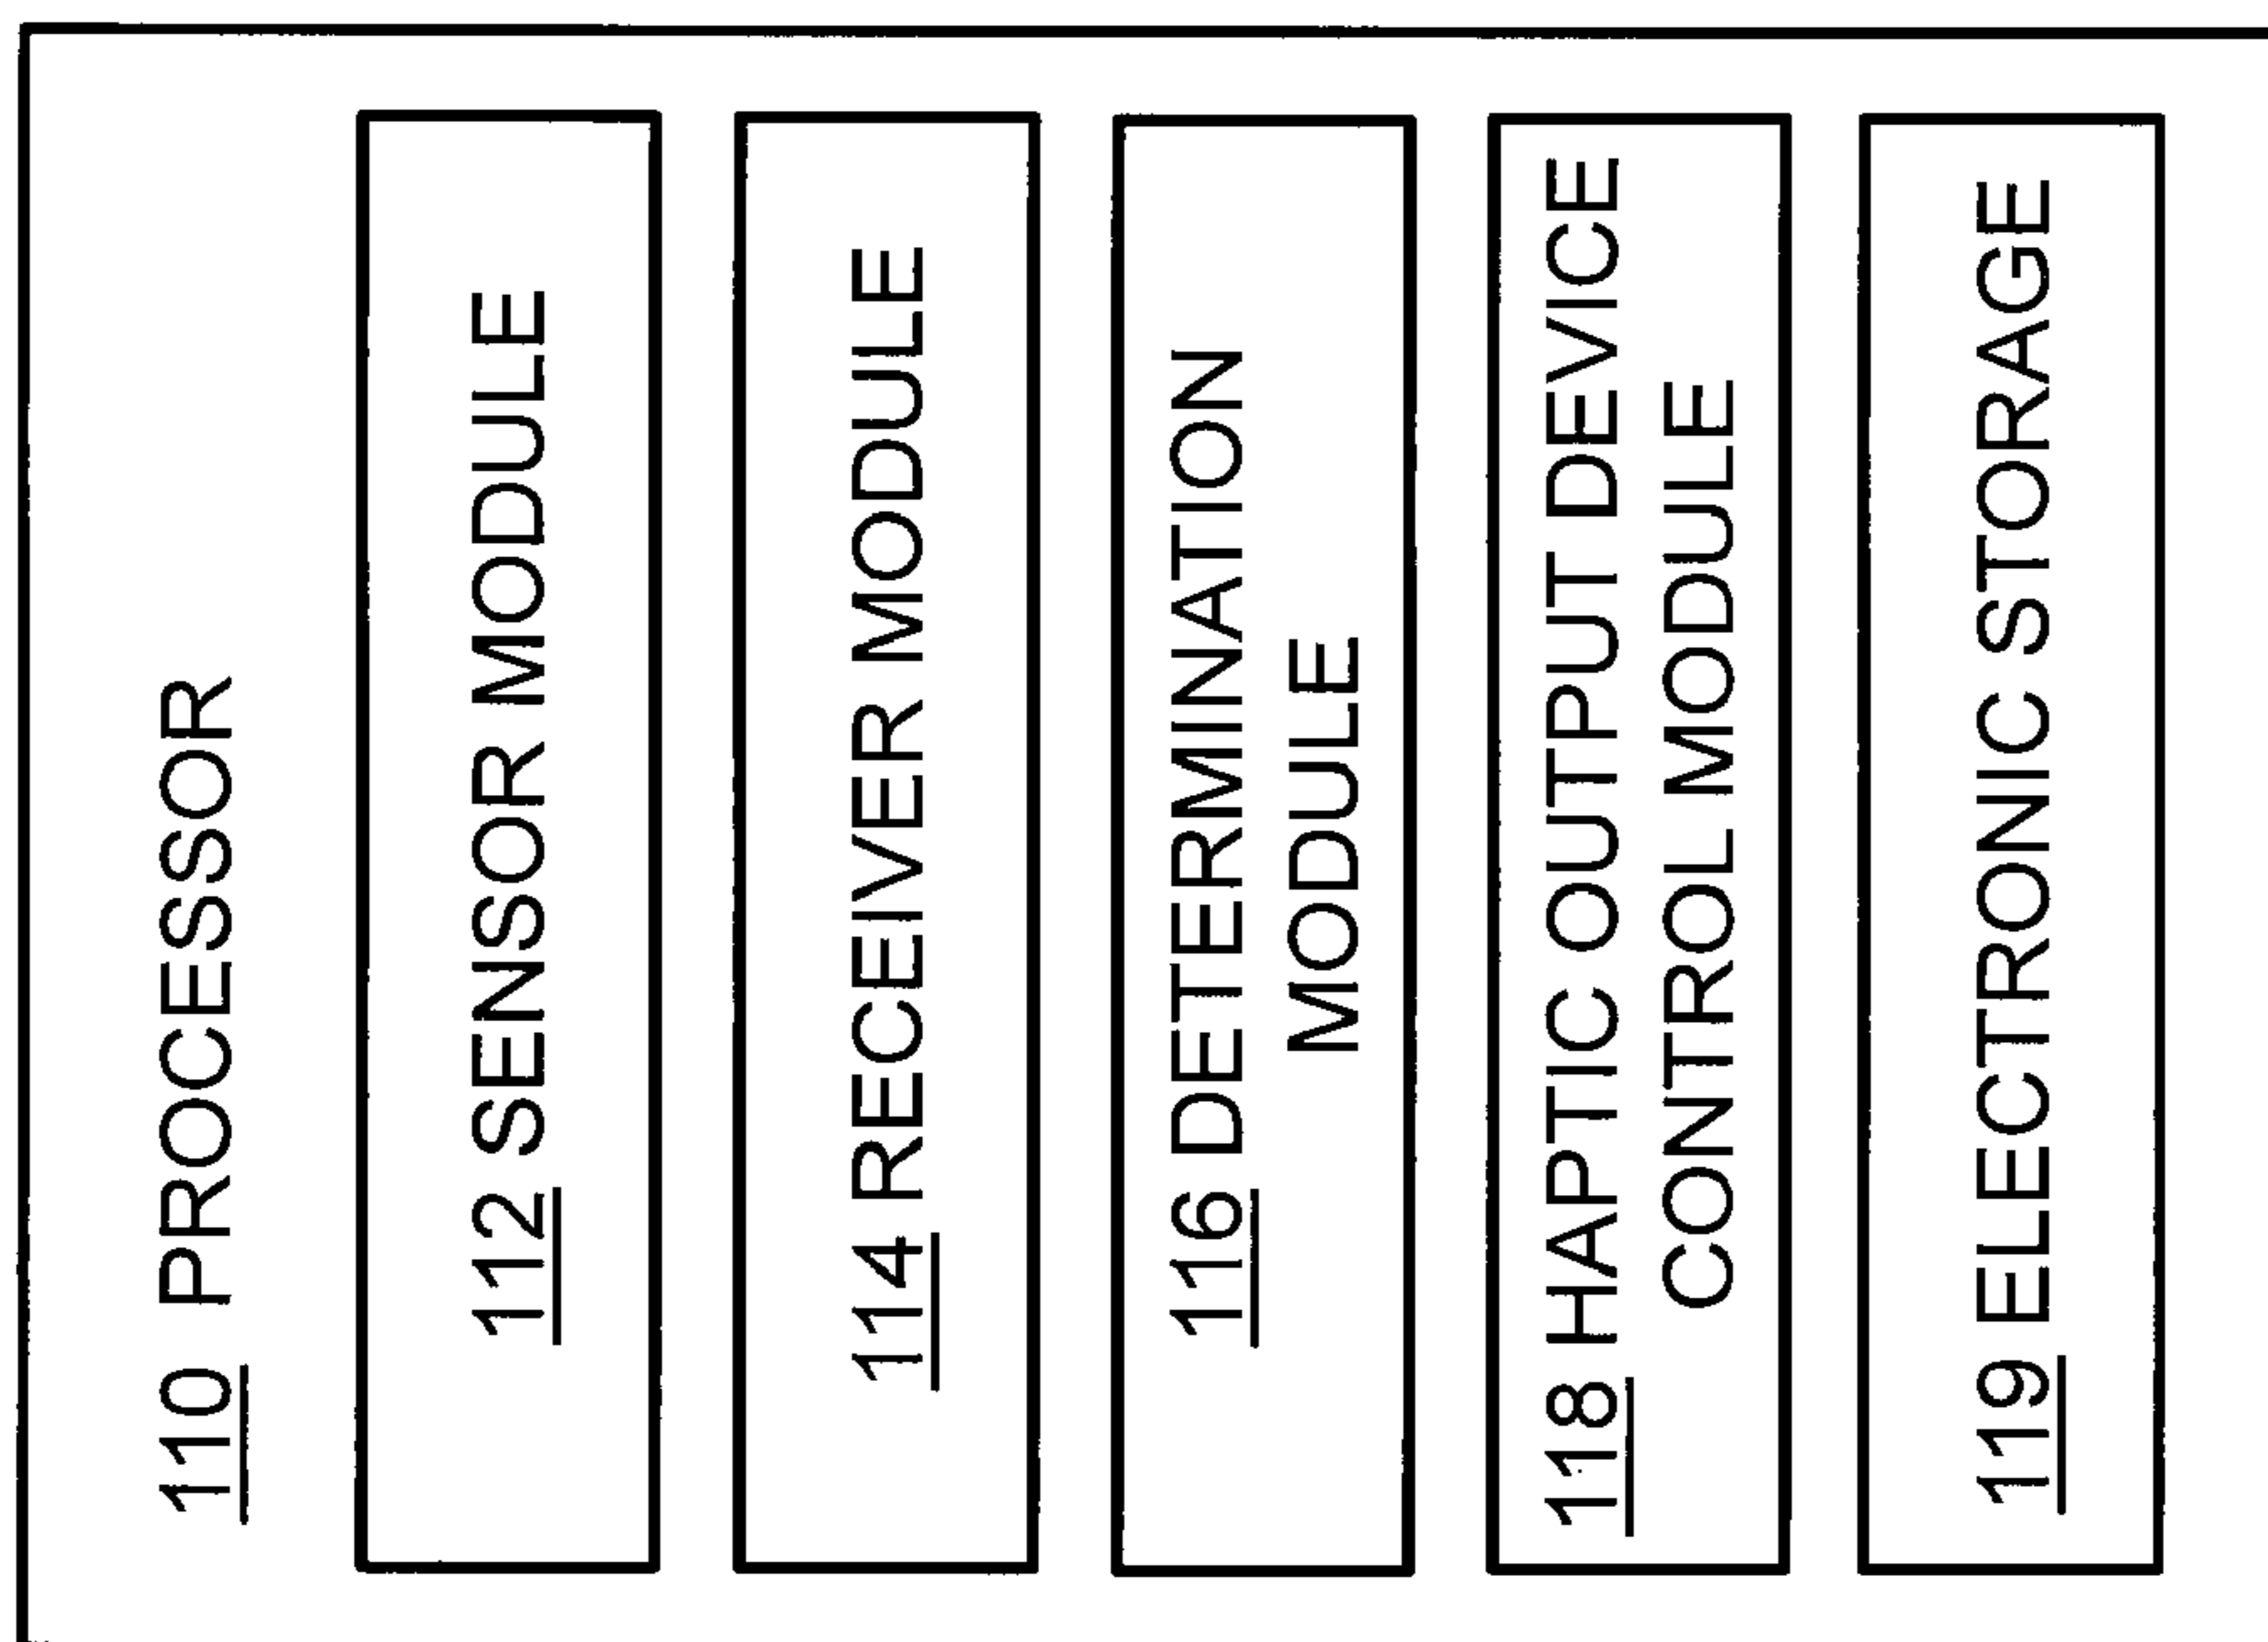 110 PROCESSOR
112 SENSOR MODULE
114 RECEIVER MODULE
116 DETERMINATION
MODULE
118 HAPTIC OUTPUT DEVICE
CONTROL MODULE
119 ELECTRONIC STORAGE